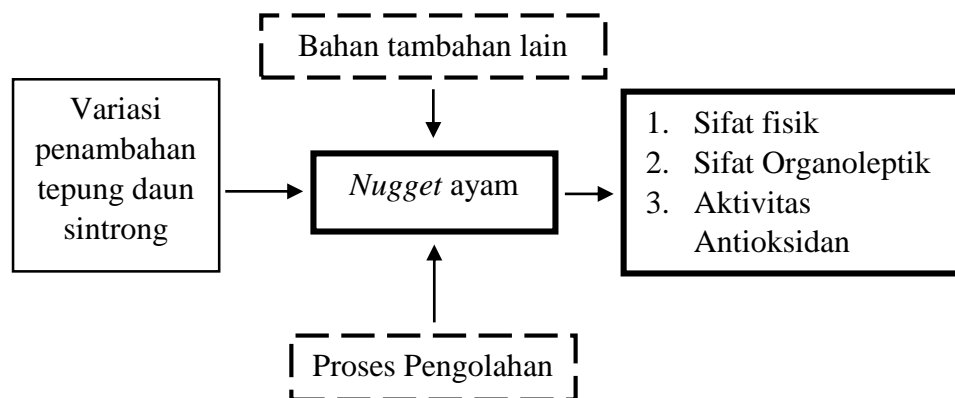 Bahan tambahan lain
Variasi
penambahan
tepung daun
sintrong
Nugget ayam
1. Sifat fisik
2. Sifat Organoleptik
3. Aktivitas
Antioksidan
Proses Pengolahan